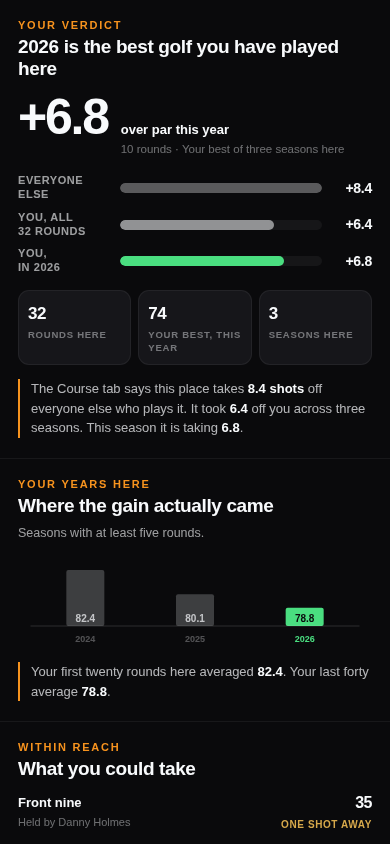 YOUR VERDICT
2026 is the best golf you have played
here
+6.8 over par this year
10 rounds · Your best of three seasons here
EVERYONE
ELSE
+8.4
YOU, ALL
32 ROUNDS
+6.4
YOU,
IN 2026
+6.8
32
ROUNDS HERE
74
YOUR BEST, THIS
YEAR
3
SEASONS HERE
The Course tab says this place takes 8.4 shots off
everyone else who plays it. It took 6.4 off you across three
seasons. This season it is taking 6.8.
YOUR YEARS HERE
Where the gain actually came
Seasons with at least five rounds.
82.4
80.1
78.8
2024
2025
2026
Your first twenty rounds here averaged 82.4. Your last forty
average 78.8.
WITHIN REACH
What you could take
Front nine
35
Held by Danny Holmes
ONE SHOT AWAY